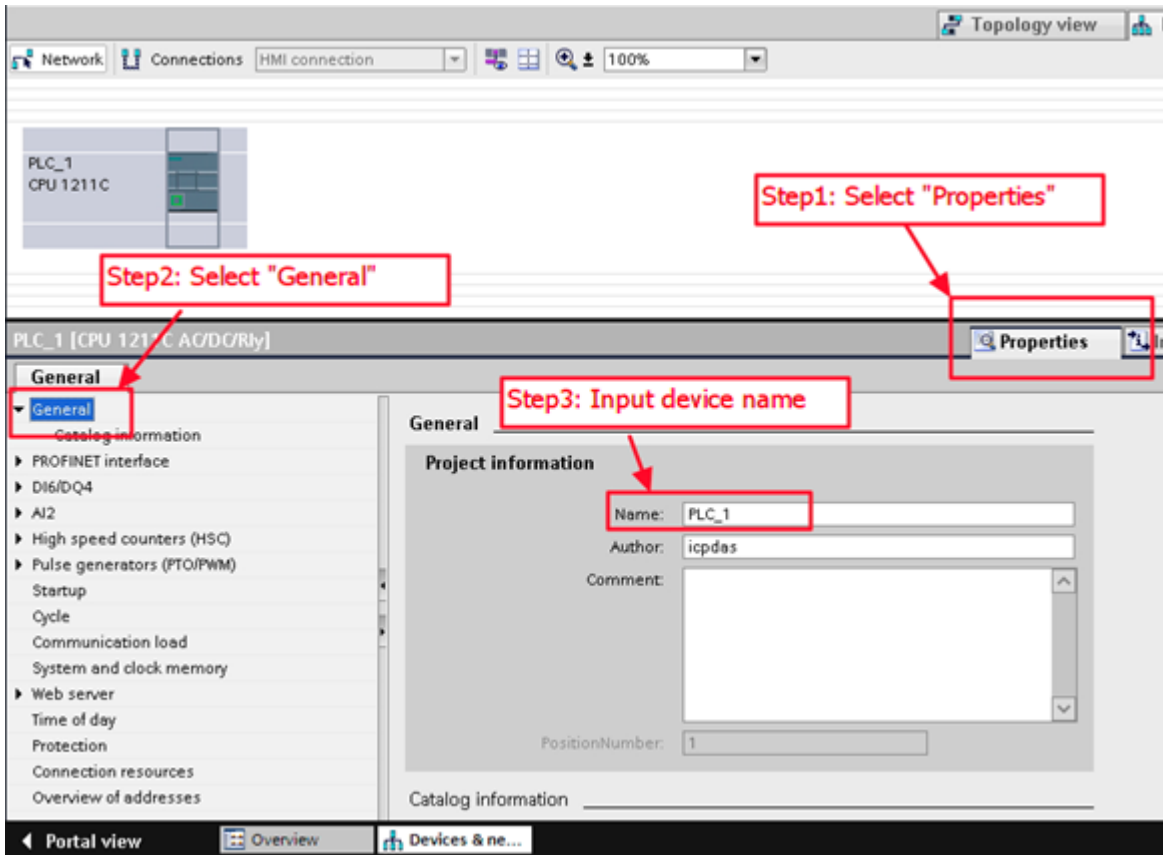 Topology view
Network Connections HMI connection 100%
PLC_1
CPU 1211C
Step1: Select "Properties"
Step2: Select "General"
PLC_1 [CPU 1211C AC/DC/Rly]
Properties
General
Step3: Input device name
General
Catalog information
PROFINET interface
DI6/DQ4
AI2
High speed counters (HSC)
Pulse generators (PTO/PWM)
Startup
Cycle
Communication load
System and clock memory
Web server
Time of day
Protection
Connection resources
Overview of addresses
General
Project information
Name: PLC_1
Author: icpdas
Comment:
PositionNumber: 1
Catalog information
Portal view
Overview
Devices & ne...